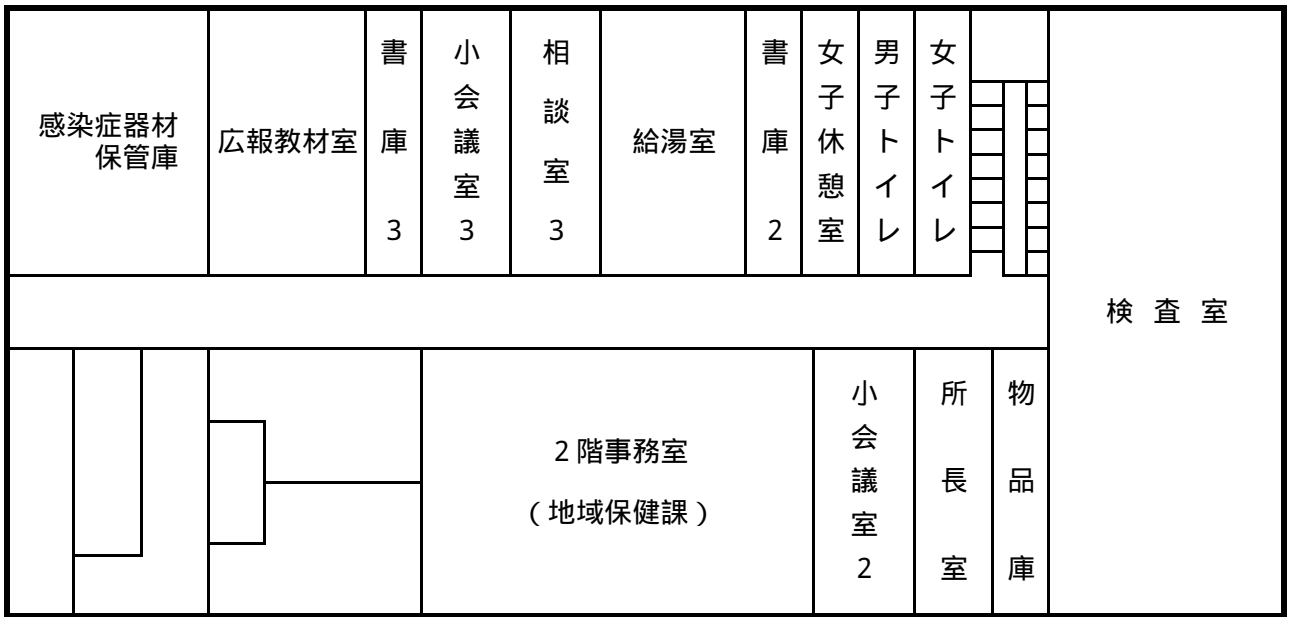 感染症器材
保管庫
広報教材室
書庫3
小会議室3
相談室3
給湯室
書庫2
女子休憩室
男子トイレ
女子トイレ
検査室
2階事務室
（地域保健課）
小会議室2
所長室
物品庫